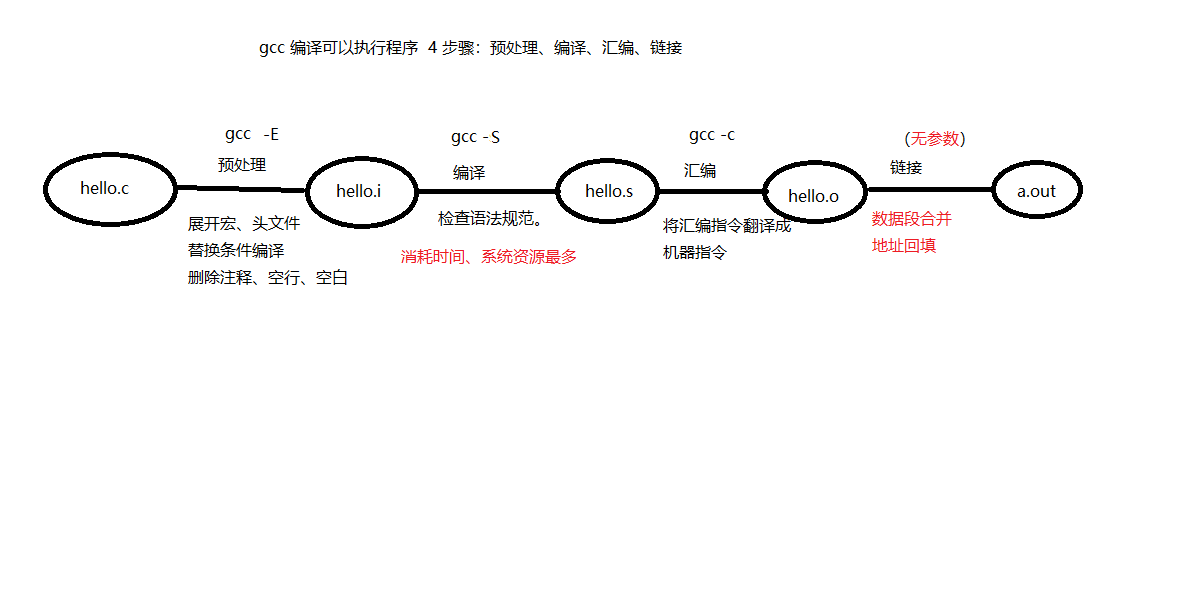 gcc 编译可以执行程序 4 步骤：预处理、编译、汇编、链接
gcc -E
预处理
hello.c
展开宏、头文件
替换条件编译
删除注释、空行、空白
hello.i
gcc -S
编译
检查语法规范。
消耗时间、系统资源最多
hello.s
gcc -c
汇编
将汇编指令翻译成
机器指令
hello.o
（无参数）
链接
数据段合并
地址回填
a.out